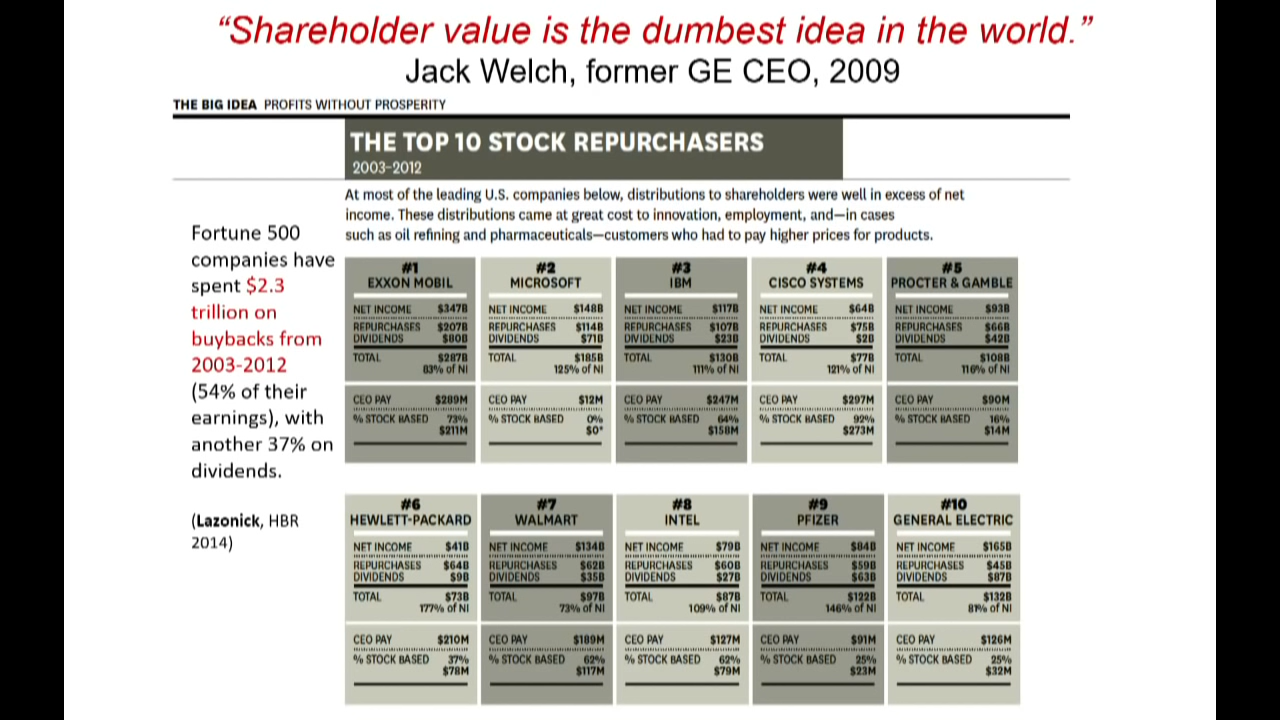 “Shareholder value is the dumbest idea in the world.”
Jack Welch, former GE CEO, 2009
THE BIG IDEA PROFITS WITHOUT PROSPERITY
THE TOP 10 STOCK REPURCHASERS
2003–2012
At most of the leading U.S. companies below, distributions to shareholders were well in excess of net
income. These distributions came at great cost to innovation, employment, and—in cases
such as oil refining and pharmaceuticals—customers who had to pay higher prices for products.
Fortune 500
companies have
spent $2.3
trillion on
buybacks from
2003-2012
(54% of their
earnings), with
another 37% on
dividends.
(Lazonick, HBR
2014)
#1
EXXON MOBIL
NET INCOME $347B
REPURCHASES $207B
DIVIDENDS $80B
TOTAL $287B
83% of NI
CEO PAY $289M
% STOCK BASED 73%
$211M
#2
MICROSOFT
NET INCOME $148B
REPURCHASES $114B
DIVIDENDS $71B
TOTAL $185B
125% of NI
CEO PAY $12M
% STOCK BASED 0%
$0*
#3
IBM
NET INCOME $117B
REPURCHASES $107B
DIVIDENDS $23B
TOTAL $130B
111% of NI
CEO PAY $247M
% STOCK BASED 64%
$158M
#4
CISCO SYSTEMS
NET INCOME $64B
REPURCHASES $75B
DIVIDENDS $2B
TOTAL $77B
121% of NI
CEO PAY $297M
% STOCK BASED 92%
$273M
#5
PROCTER & GAMBLE
NET INCOME $93B
REPURCHASES $66B
DIVIDENDS $42B
TOTAL $108B
116% of NI
CEO PAY $90M
% STOCK BASED 16%
$14M
#6
HEWLETT-PACKARD
NET INCOME $41B
REPURCHASES $64B
DIVIDENDS $9B
TOTAL $73B
177% of NI
CEO PAY $210M
% STOCK BASED 37%
$78M
#7
WALMART
NET INCOME $134B
REPURCHASES $62B
DIVIDENDS $35B
TOTAL $97B
73% of NI
CEO PAY $189M
% STOCK BASED 62%
$117M
#8
INTEL
NET INCOME $79B
REPURCHASES $60B
DIVIDENDS $27B
TOTAL $87B
109% of NI
CEO PAY $127M
% STOCK BASED 62%
$79M
#9
PFIZER
NET INCOME $84B
REPURCHASES $59B
DIVIDENDS $63B
TOTAL $122B
146% of NI
CEO PAY $91M
% STOCK BASED 25%
$23M
#10
GENERAL ELECTRIC
NET INCOME $165B
REPURCHASES $45B
DIVIDENDS $87B
TOTAL $132B
81% of NI
CEO PAY $126M
% STOCK BASED 25%
$32M